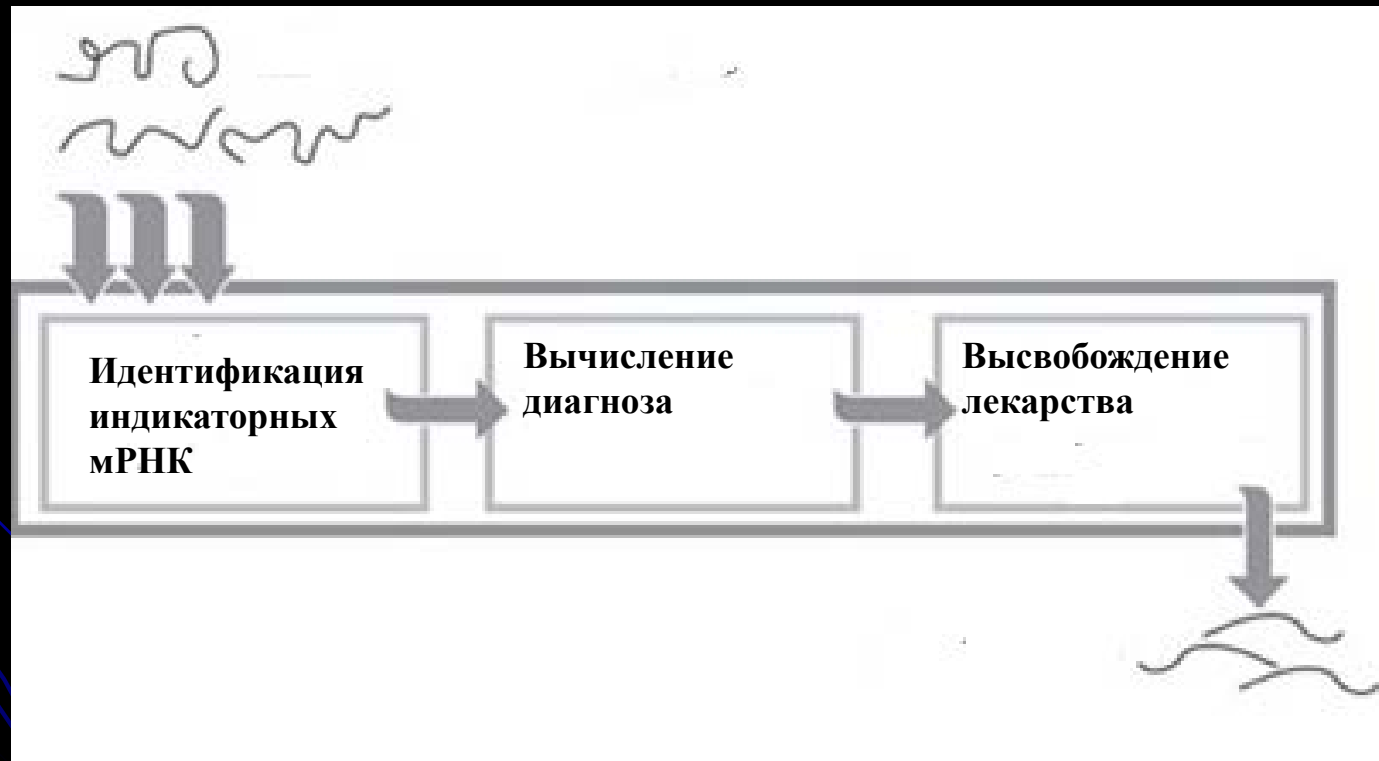 Идентификация
индикаторных
мРНК
Вычисление
диагноза
Высвобождение
лекарства